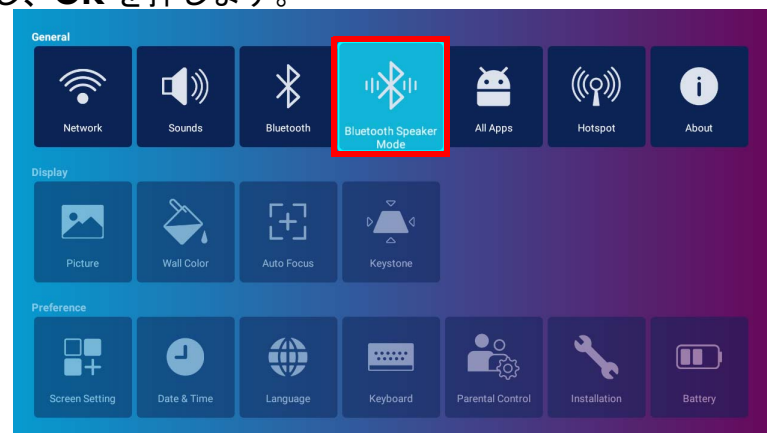 し、OK を押します。
General
Network
Sounds
Bluetooth
Bluetooth Speaker
Mode
All Apps
Hotspot
About
Display
Picture
Wall Color
Auto Focus
Keystone
Preference
Screen Setting
Date & Time
Language
Keyboard
Parental Control
Installation
Battery